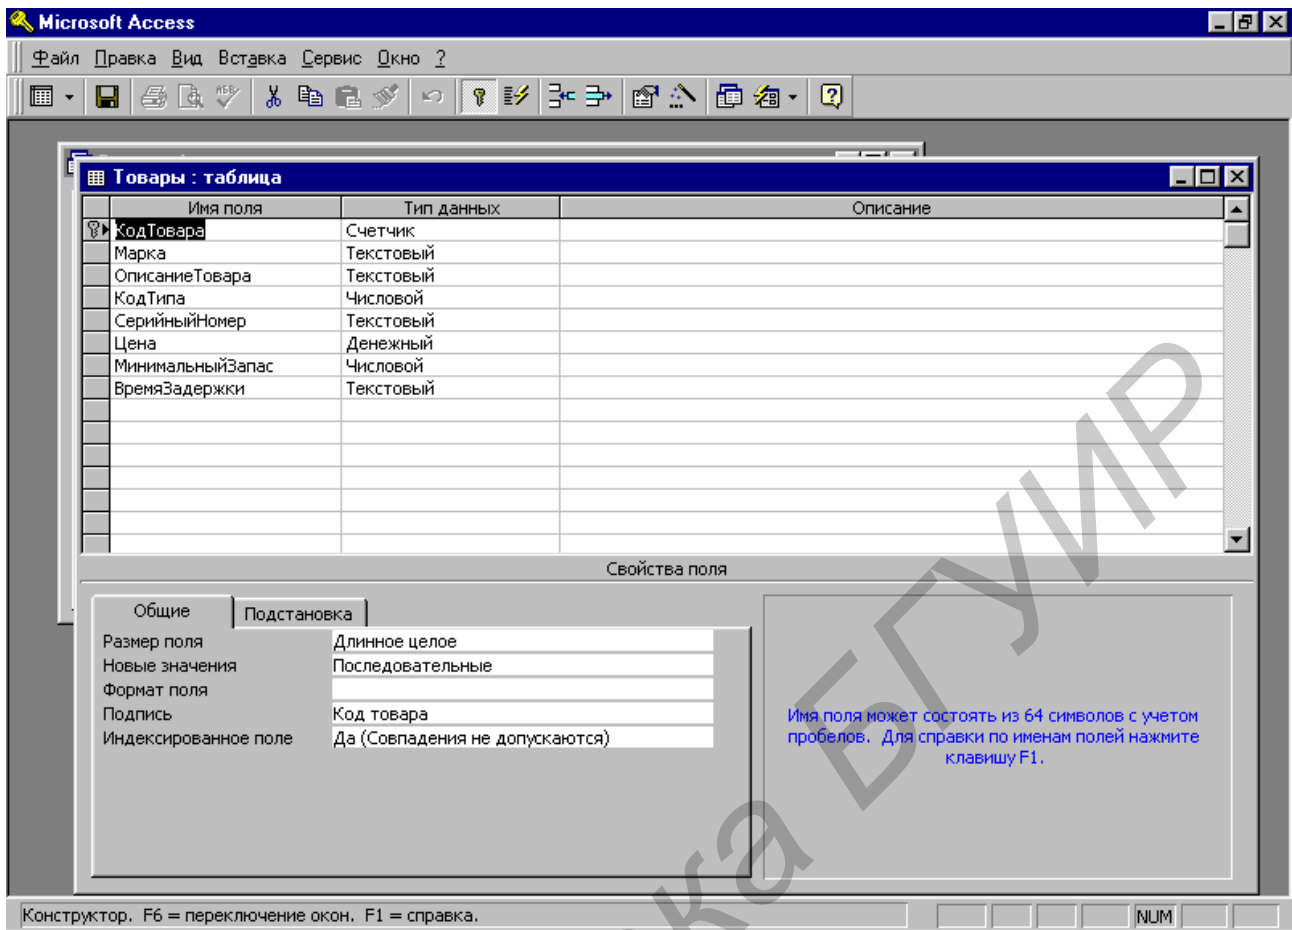 Microsoft Access
Файл Правка Вид Вставка Сервис Окно ?
Товары : таблица
Имя поля Тип данных Описание
КодТовара Счетчик
Марка Текстовый
ОписаниеТовара Текстовый
КодТипа Числовой
СерийныйНомер Текстовый
Цена Денежный
МинимальныйЗапас Числовой
ВремяЗадержки Текстовый
Свойства поля
Общие Подстановка
Размер поля Длинное целое
Новые значения Последовательные
Формат поля
Подпись Код товара
Индексированное поле Да (Совпадения не допускаются)
Имя поля может состоять из 64 символов с учетом
пробелов. Для справки по именам полей нажмите
клавишу F1.
Конструктор. F6 = переключение окон. F1 = справка.
NUM
БГУИР